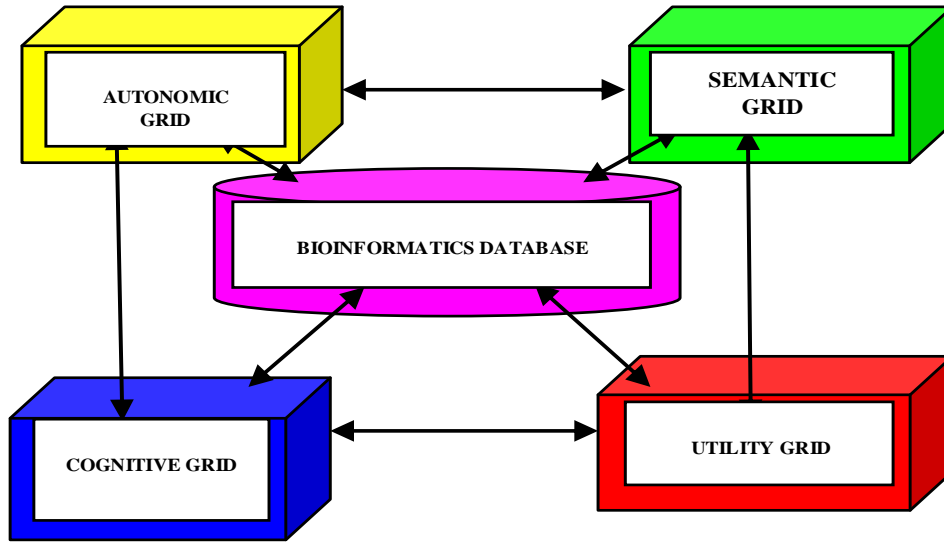 AUTONOMIC
GRID
SEMANTIC
GRID
BIOINFORMATICS DATABASE
COGNITIVE GRID
UTILITY GRID